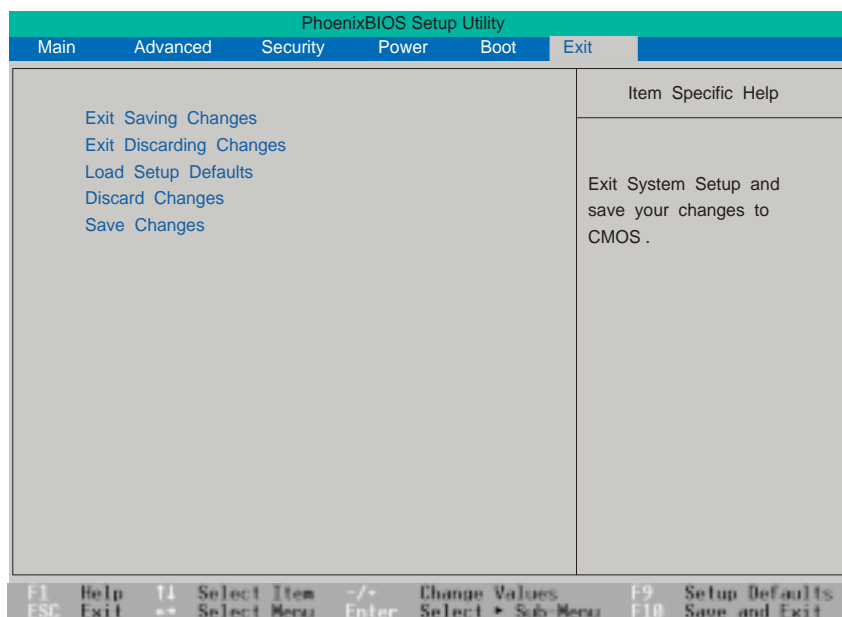 PhoenixBIOS Setup Utility
Main Advanced Security Power Boot Exit
Item Specific Help
Exit Saving Changes
Exit Discarding Changes
Load Setup Defaults
Discard Changes
Save Changes
Exit System Setup and
save your changes to
CMOS .
F1 Help ↑↓ Select Item -/+ Change Values F9 Setup Defaults
ESC Exit ←→ Select Menu Enter Select ▸ Sub-Menu F10 Save and Exit